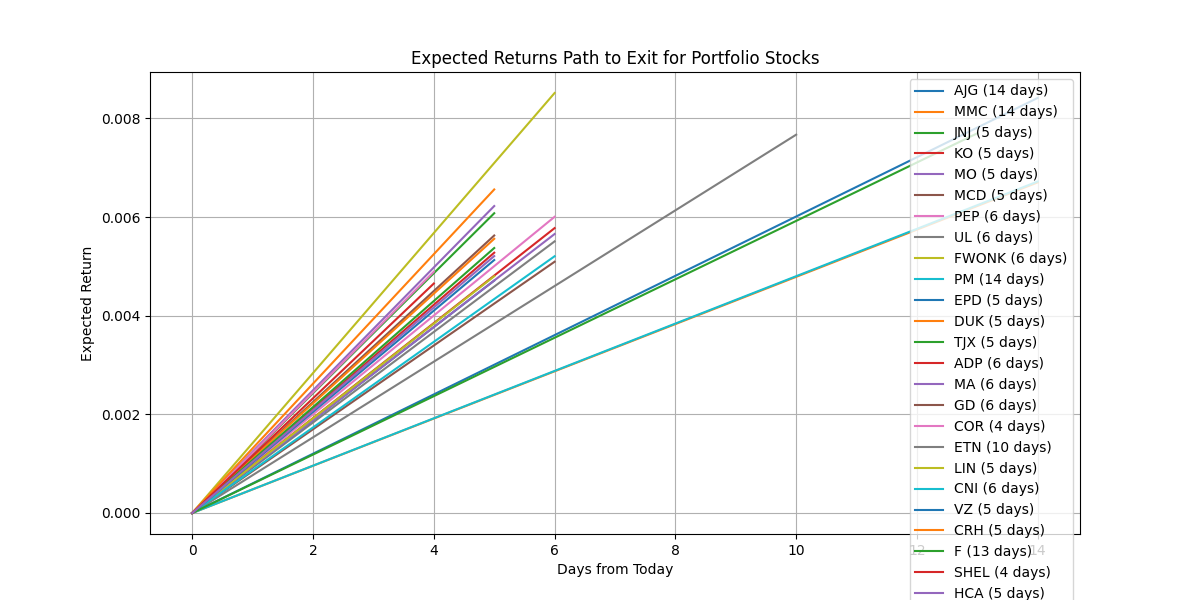 Expected Returns Path to Exit for Portfolio Stocks
Expected Return
0.008
0.006
0.004
0.002
0.000
0 2 4 6 8 10 12 14
Days from Today
AJG (14 days)
MMC (14 days)
JNJ (5 days)
KO (5 days)
MO (5 days)
MCD (5 days)
PEP (6 days)
UL (6 days)
FWONK (6 days)
PM (14 days)
EPD (5 days)
DUK (5 days)
TJX (5 days)
ADP (6 days)
MA (6 days)
GD (6 days)
COR (4 days)
ETN (10 days)
LIN (5 days)
CNI (6 days)
VZ (5 days)
CRH (5 days)
F (13 days)
SHEL (4 days)
HCA (5 days)